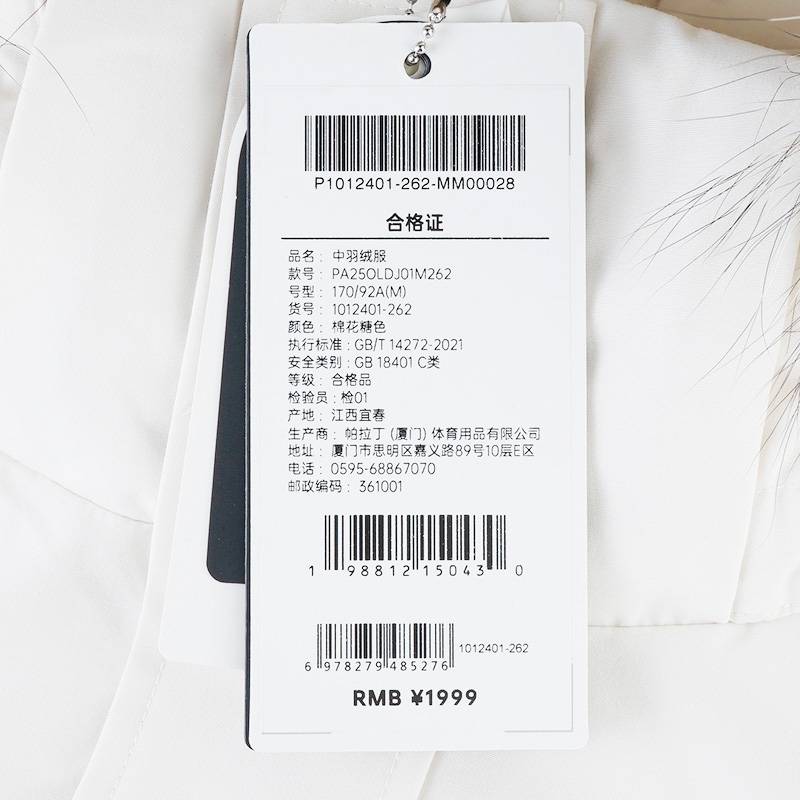 P1012401-262-MM00028
合格证
品名： 中羽绒服
款号： PA25OLDJ01M262
号型： 170/92A(M)
货号： 1012401-262
颜色： 棉花糖色
执行标准：GB/T 14272-2021
安全类别：GB 18401 C类
等级： 合格品
检验员：检01
产地： 江西宜春
生产商： 帕拉丁 (厦门) 体育用品有限公司
地址： 厦门市思明区嘉义路89号10层E区
电话： 0595-68867070
邮政编码： 361001
1 98812 15043 0
1012401-262
6 978279 485276
RMB ¥1999